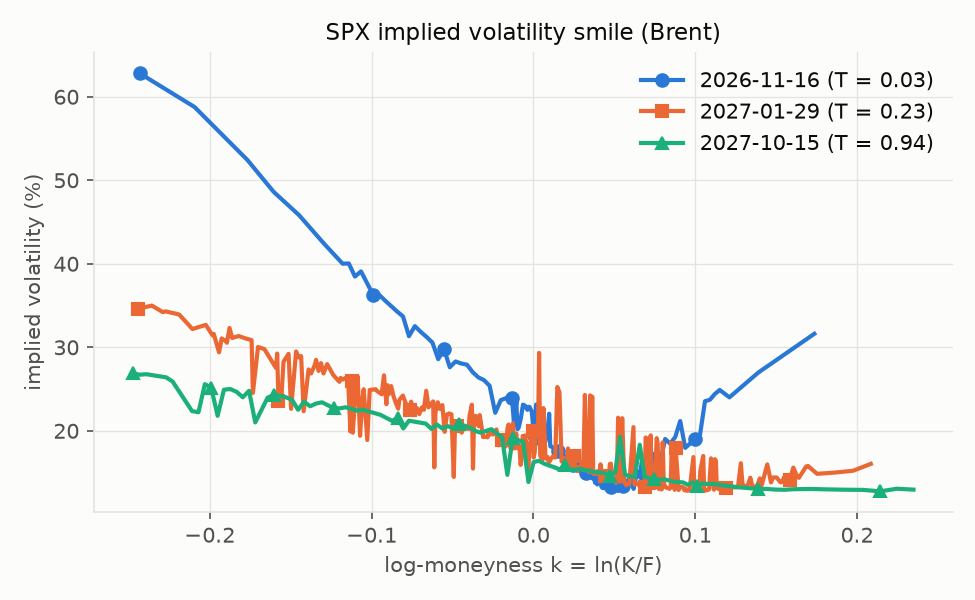 SPX implied volatility smile (Brent)
2026-11-16 (T = 0.03)
2027-01-29 (T = 0.23)
2027-10-15 (T = 0.94)
implied volatility (%)
60
50
40
30
20
−0.2
−0.1
0.0
0.1
0.2
log-moneyness k = ln(K/F)